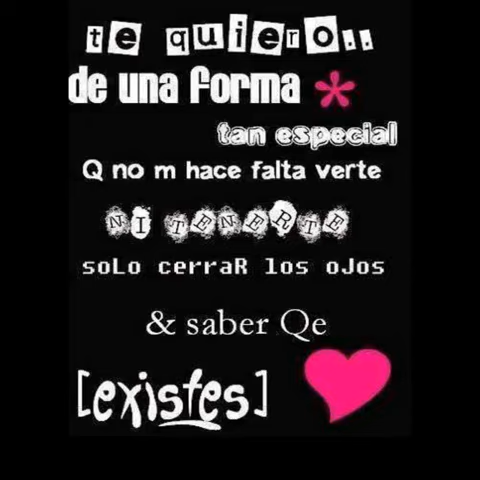 te quiero..
de una forma *
tan especial
Q no m hace falta verte
NI TENERTE
soLo cerraR los oJos
& saber Qe
[existes]